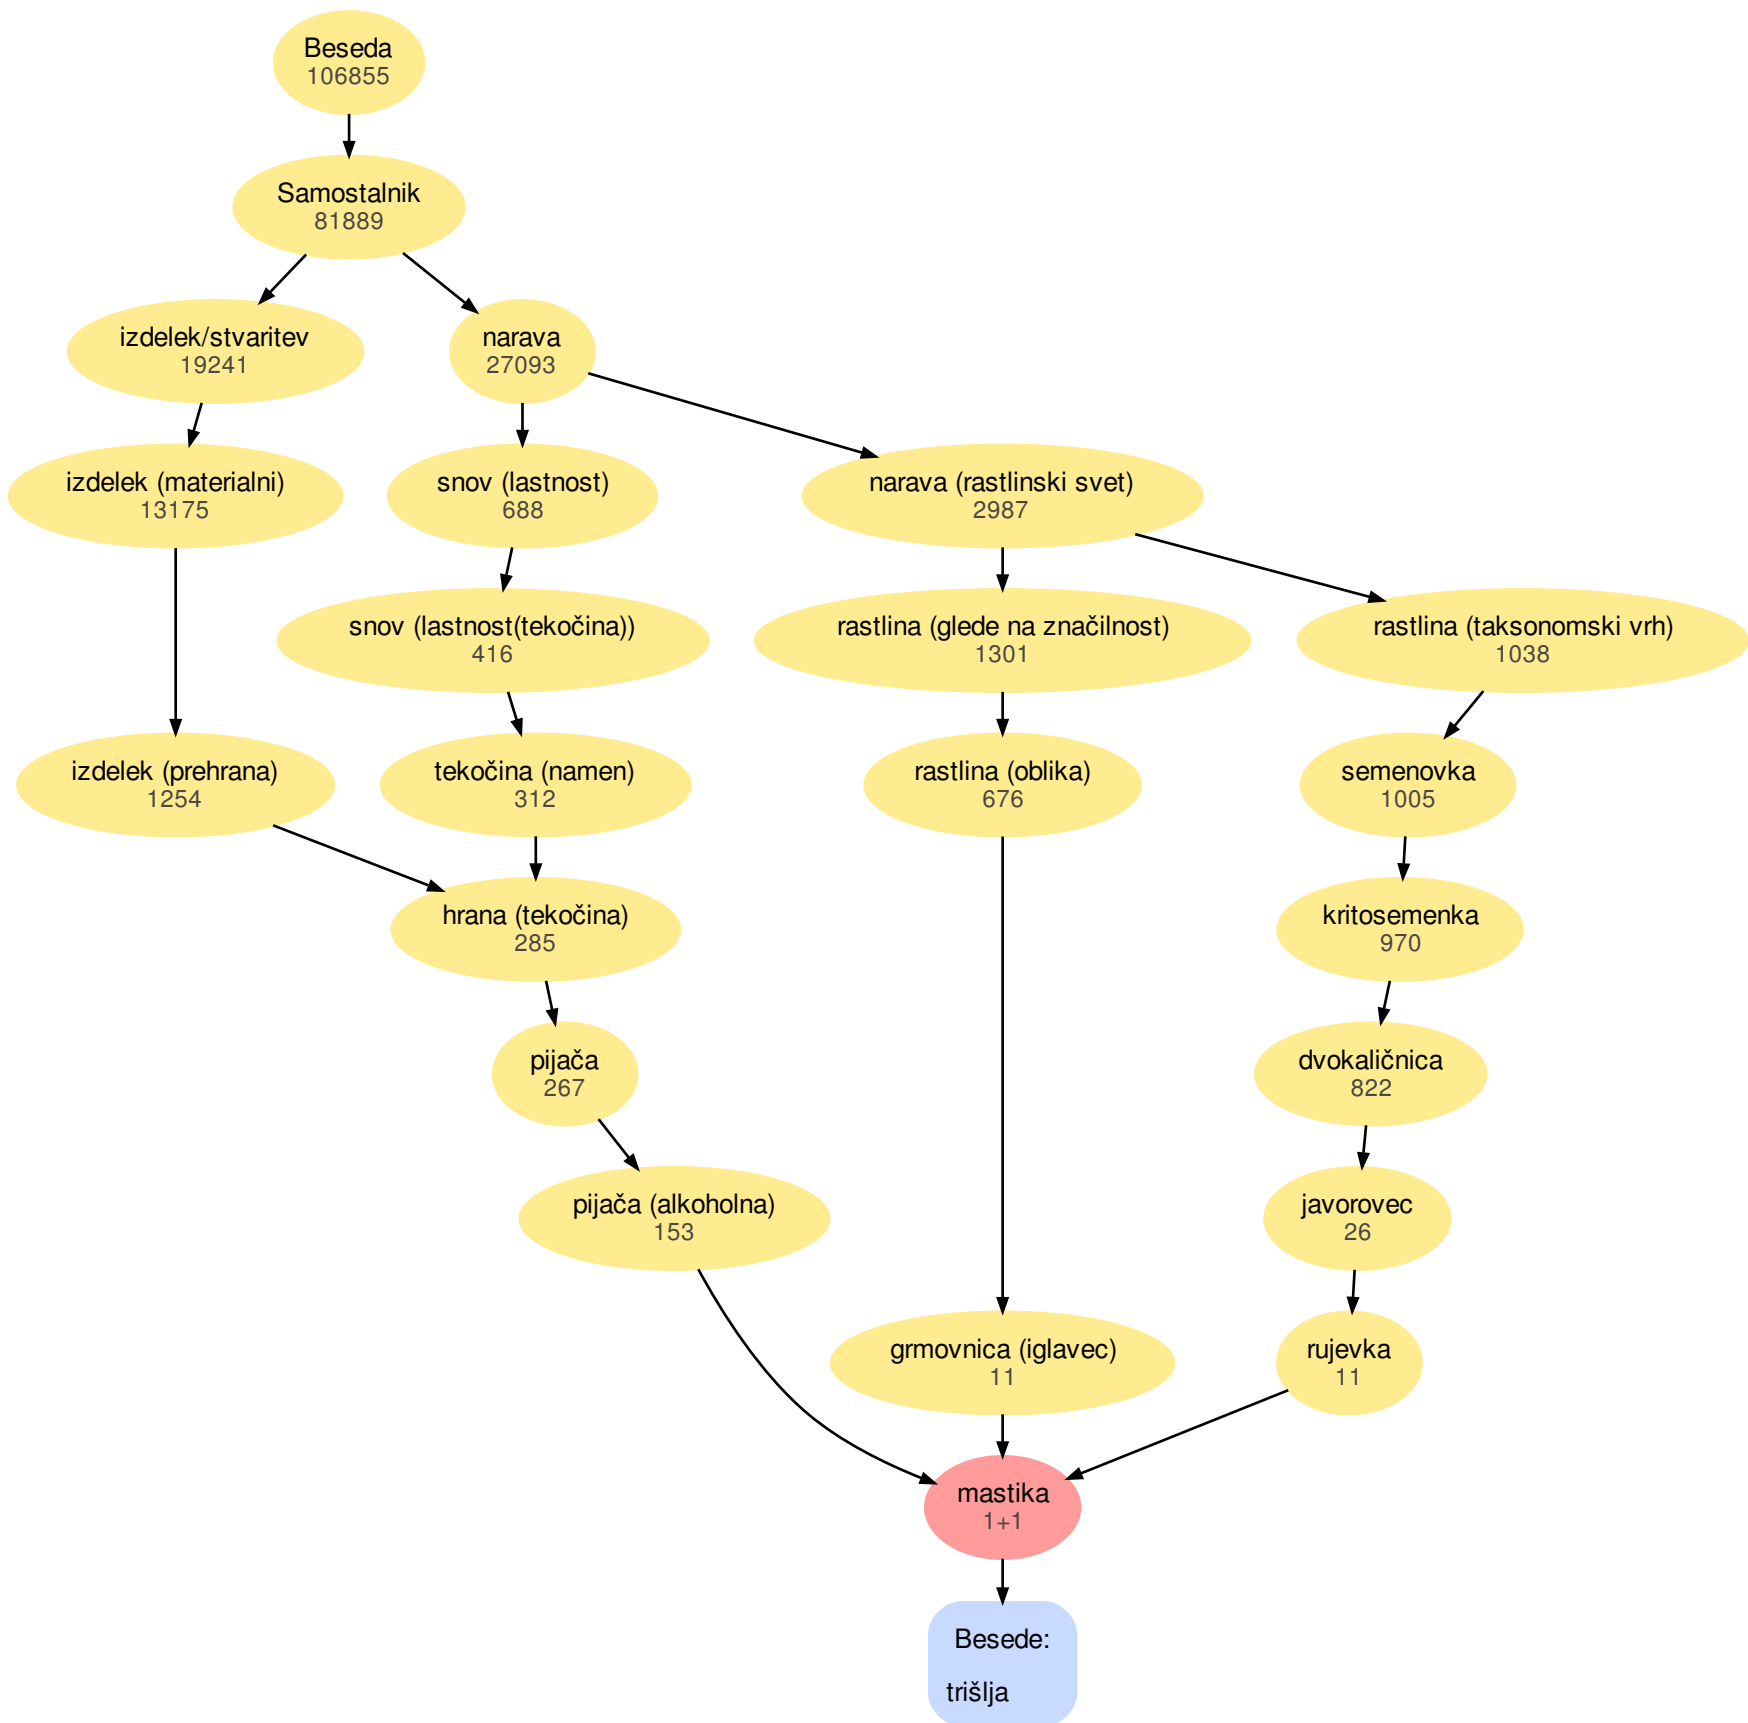 Beseda
106855
Samostalnik
81889
izdelek/stvaritev
19241
narava
27093
izdelek (materialni)
13175
snov (lastnost)
688
narava (rastlinski svet)
2987
snov (lastnost(tekočina))
416
rastlina (glede na značilnost)
1301
rastlina (taksonomski vrh)
1038
izdelek (prehrana)
1254
tekočina (namen)
312
rastlina (oblika)
676
semenovka
1005
hrana (tekočina)
285
kritosemenka
970
pijača
267
dvokaličnica
822
pijača (alkoholna)
153
javorovec
26
grmovnica (iglavec)
11
rujevka
11
mastika
1+1
Besede:
trišlja